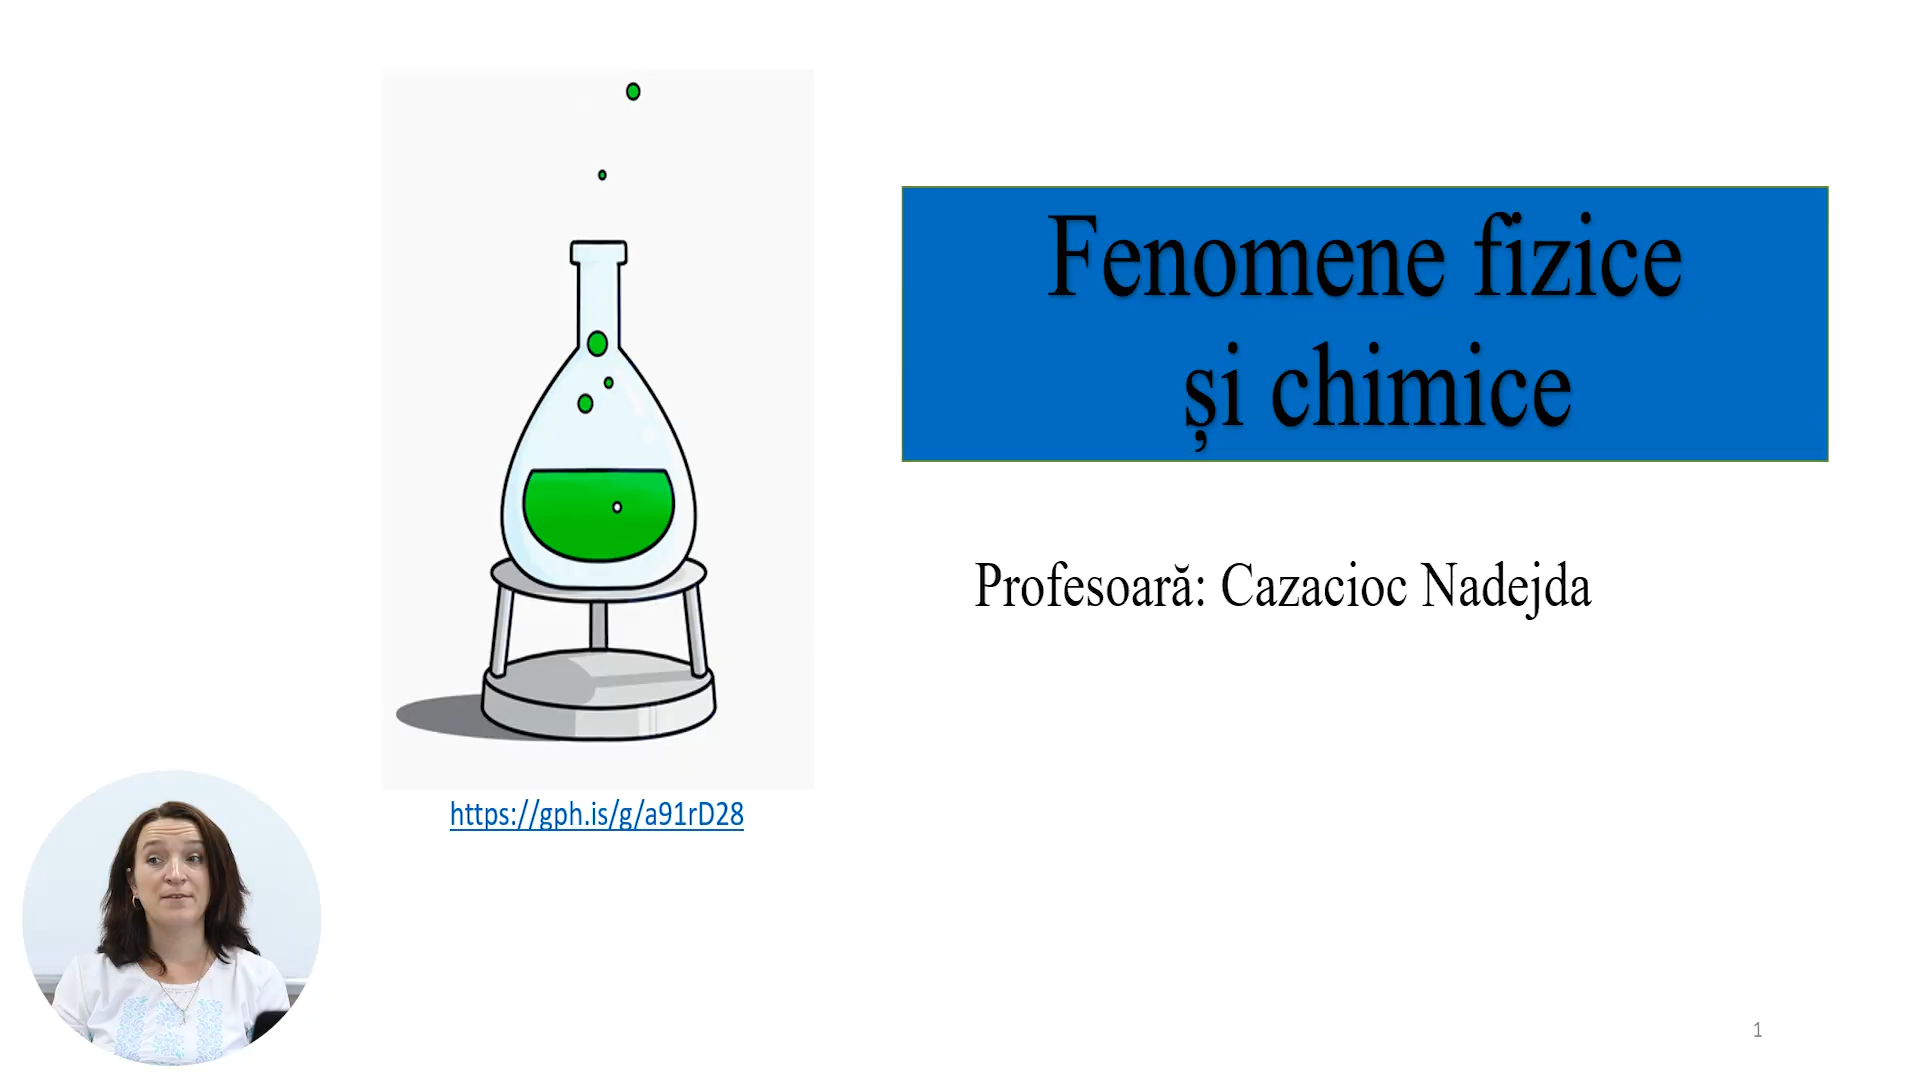 Fenomene fizice
și chimice
Profesoară: Cazacioc Nadejda
https://gph.is/g/a91rD28
1